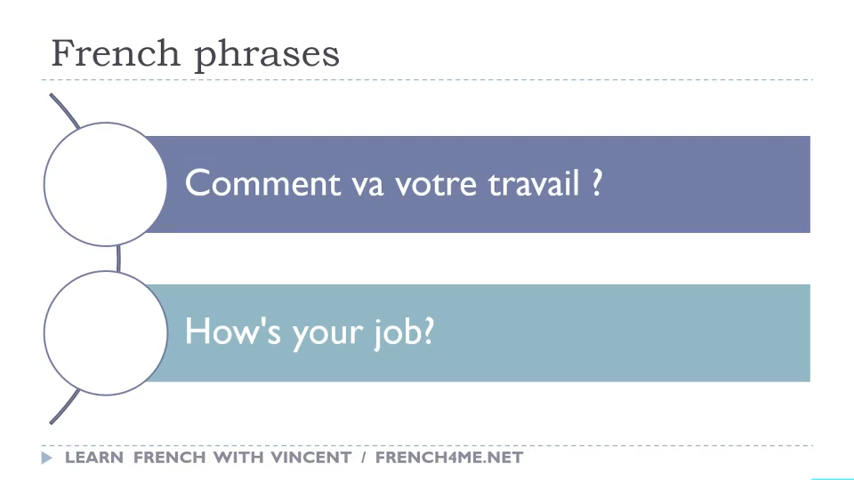 French phrases
Comment va votre travail ?
How's your job?
LEARN FRENCH WITH VINCENT / FRENCH4ME.NET